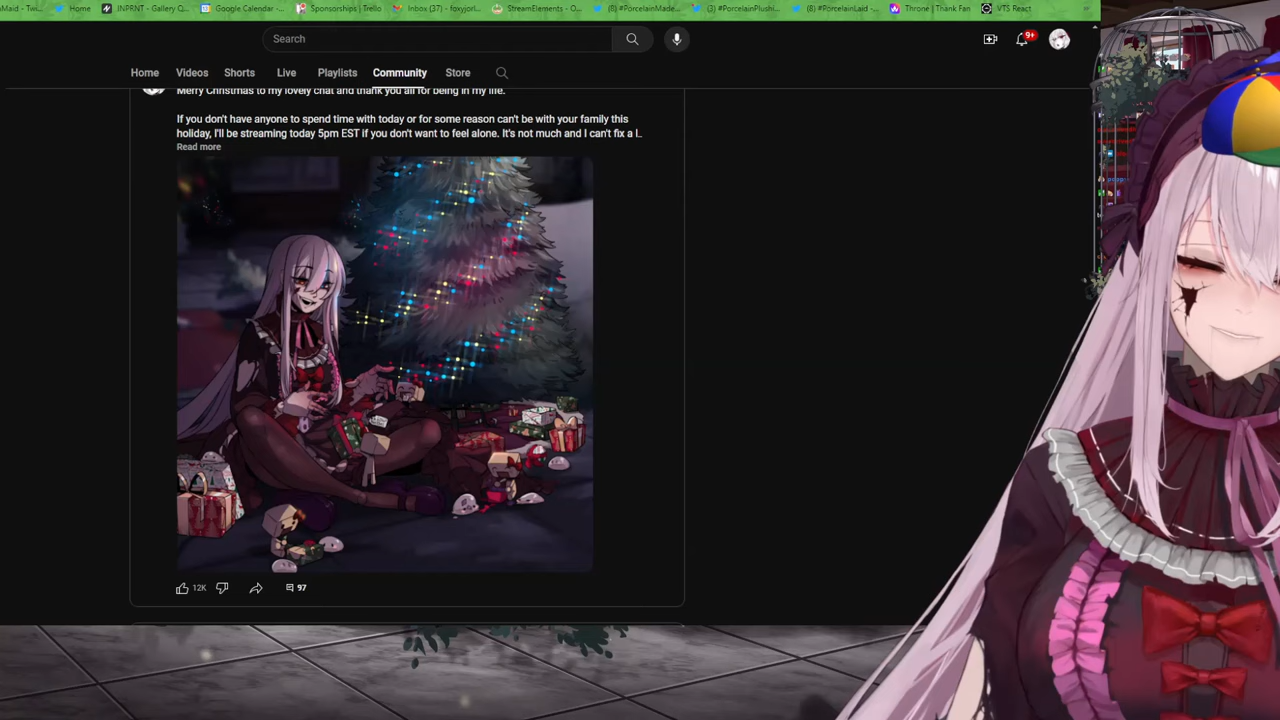 Maid - Twi...
Home
INPRNT - Gallery Q...
Google Calendar -...
Sponsorships | Trello
Inbox (37) - foxyjorl...
StreamElements - O...
(8) #PorcelainMade...
(3) #PorcelainPlushi...
(8) #PorcelainLaid -...
Throne | Thank Fan
VTS React
Search
9+
Home
Videos
Shorts
Live
Playlists
Community
Store
Merry Christmas to my lovely chat and thank you all for being in my life.
If you don't have anyone to spend time with today or for some reason can't be with your family this
holiday, I'll be streaming today 5pm EST if you don't want to feel alone. It's not much and I can't fix a l..
Read more
12K
97